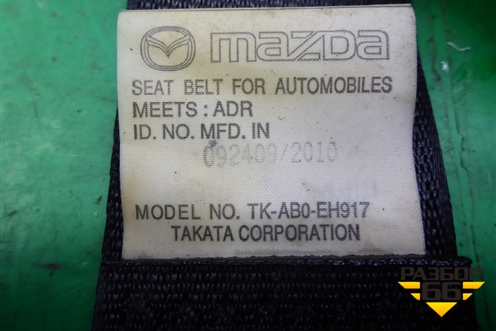 mazda
SEAT BELT FOR AUTOMOBILES
MEETS : ADR
ID. NO. MFD. IN
092409/2010
MODEL NO. TK-AB0-EH917
TAKATA CORPORATION
РАЗБОР
66